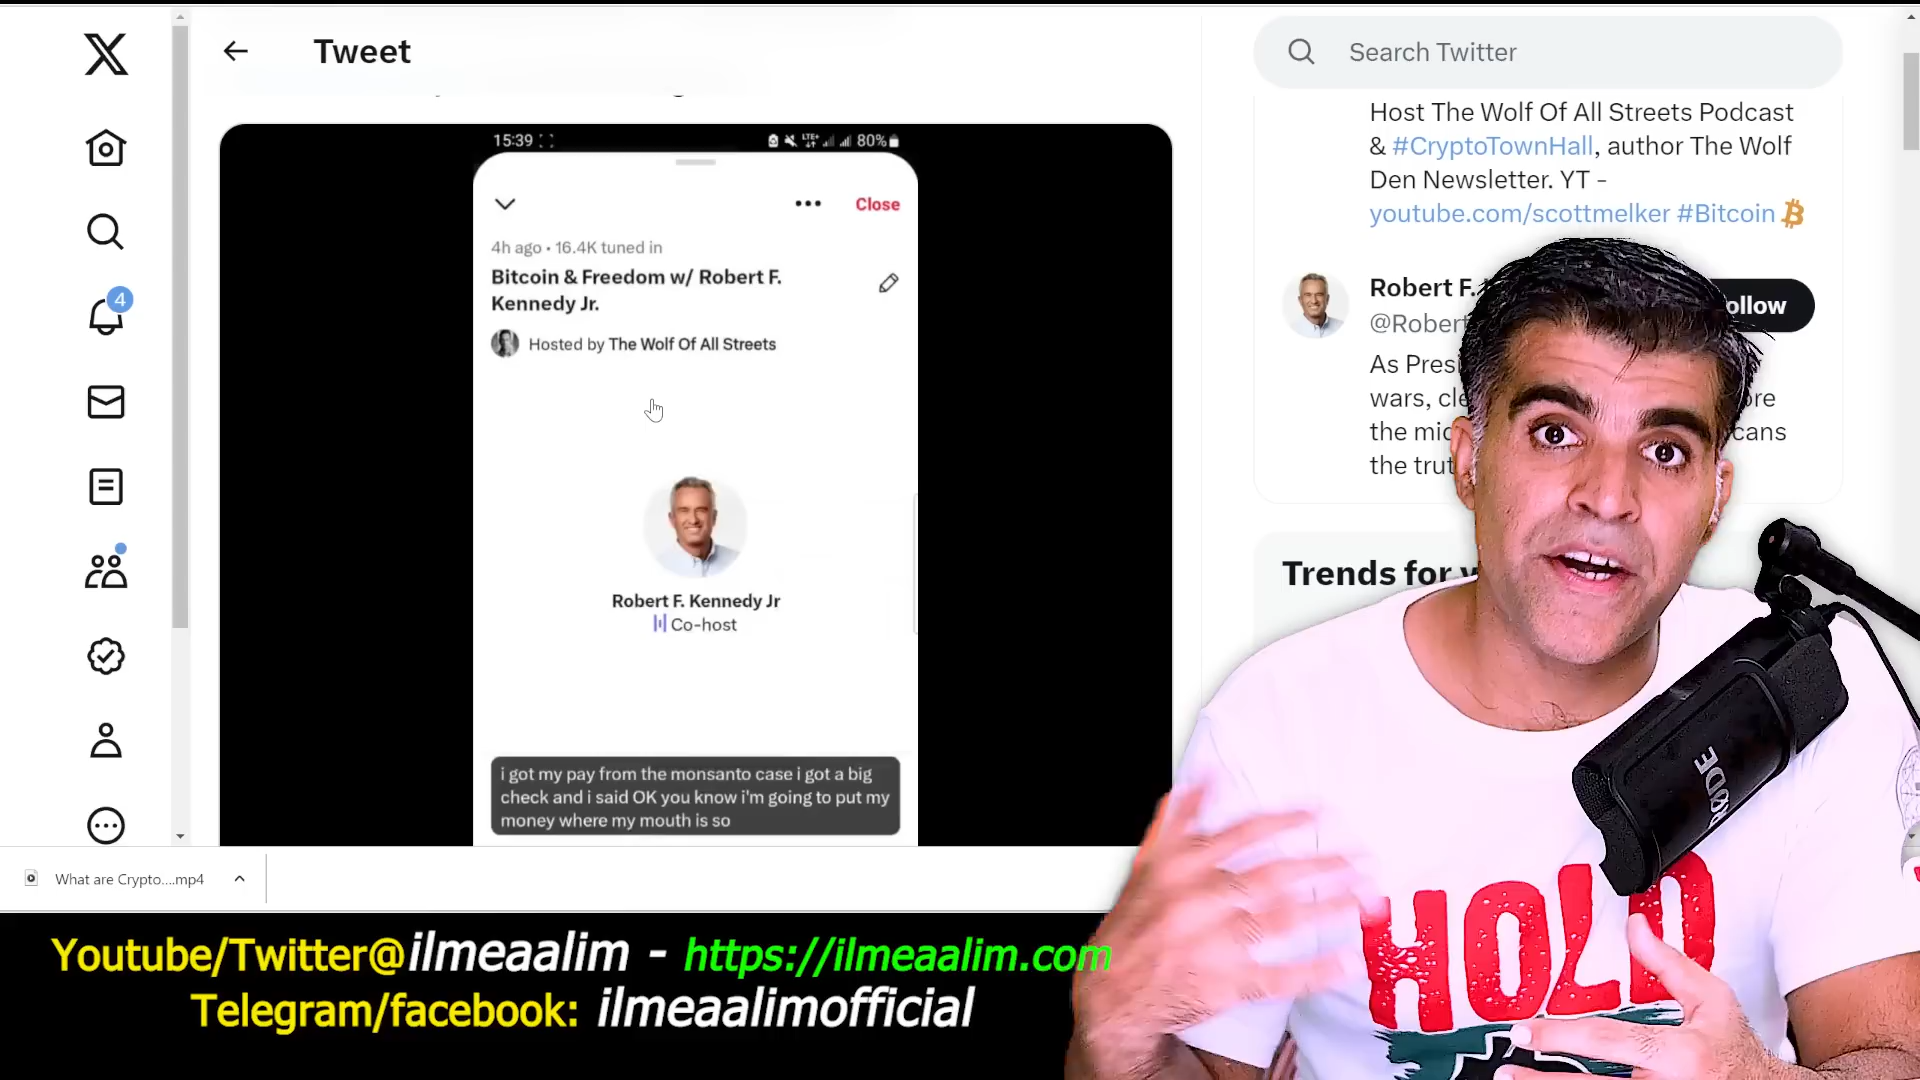 Tweet
Search Twitter
15:39
LTE+
80%
Close
4h ago • 16.4K tuned in
Bitcoin & Freedom w/ Robert F.
Kennedy Jr.
Hosted by The Wolf Of All Streets
Robert F. Kennedy Jr
Co-host
i got my pay from the monsanto case i got a big
check and i said OK you know i'm going to put my
money where my mouth is so
Host The Wolf Of All Streets Podcast
& #CryptoTownHall, author The Wolf
Den Newsletter. YT -
youtube.com/scottmelker #Bitcoin
Robert F.
ollow
@Robert
As Presi
wars, cle
the mid
cans
the trut
Trends for
4
RØDE
HOLD
What are Crypto....mp4
Youtube/Twitter@ilmeaalim - https://ilmeaalim.com
Telegram/facebook: ilmeaalimofficial